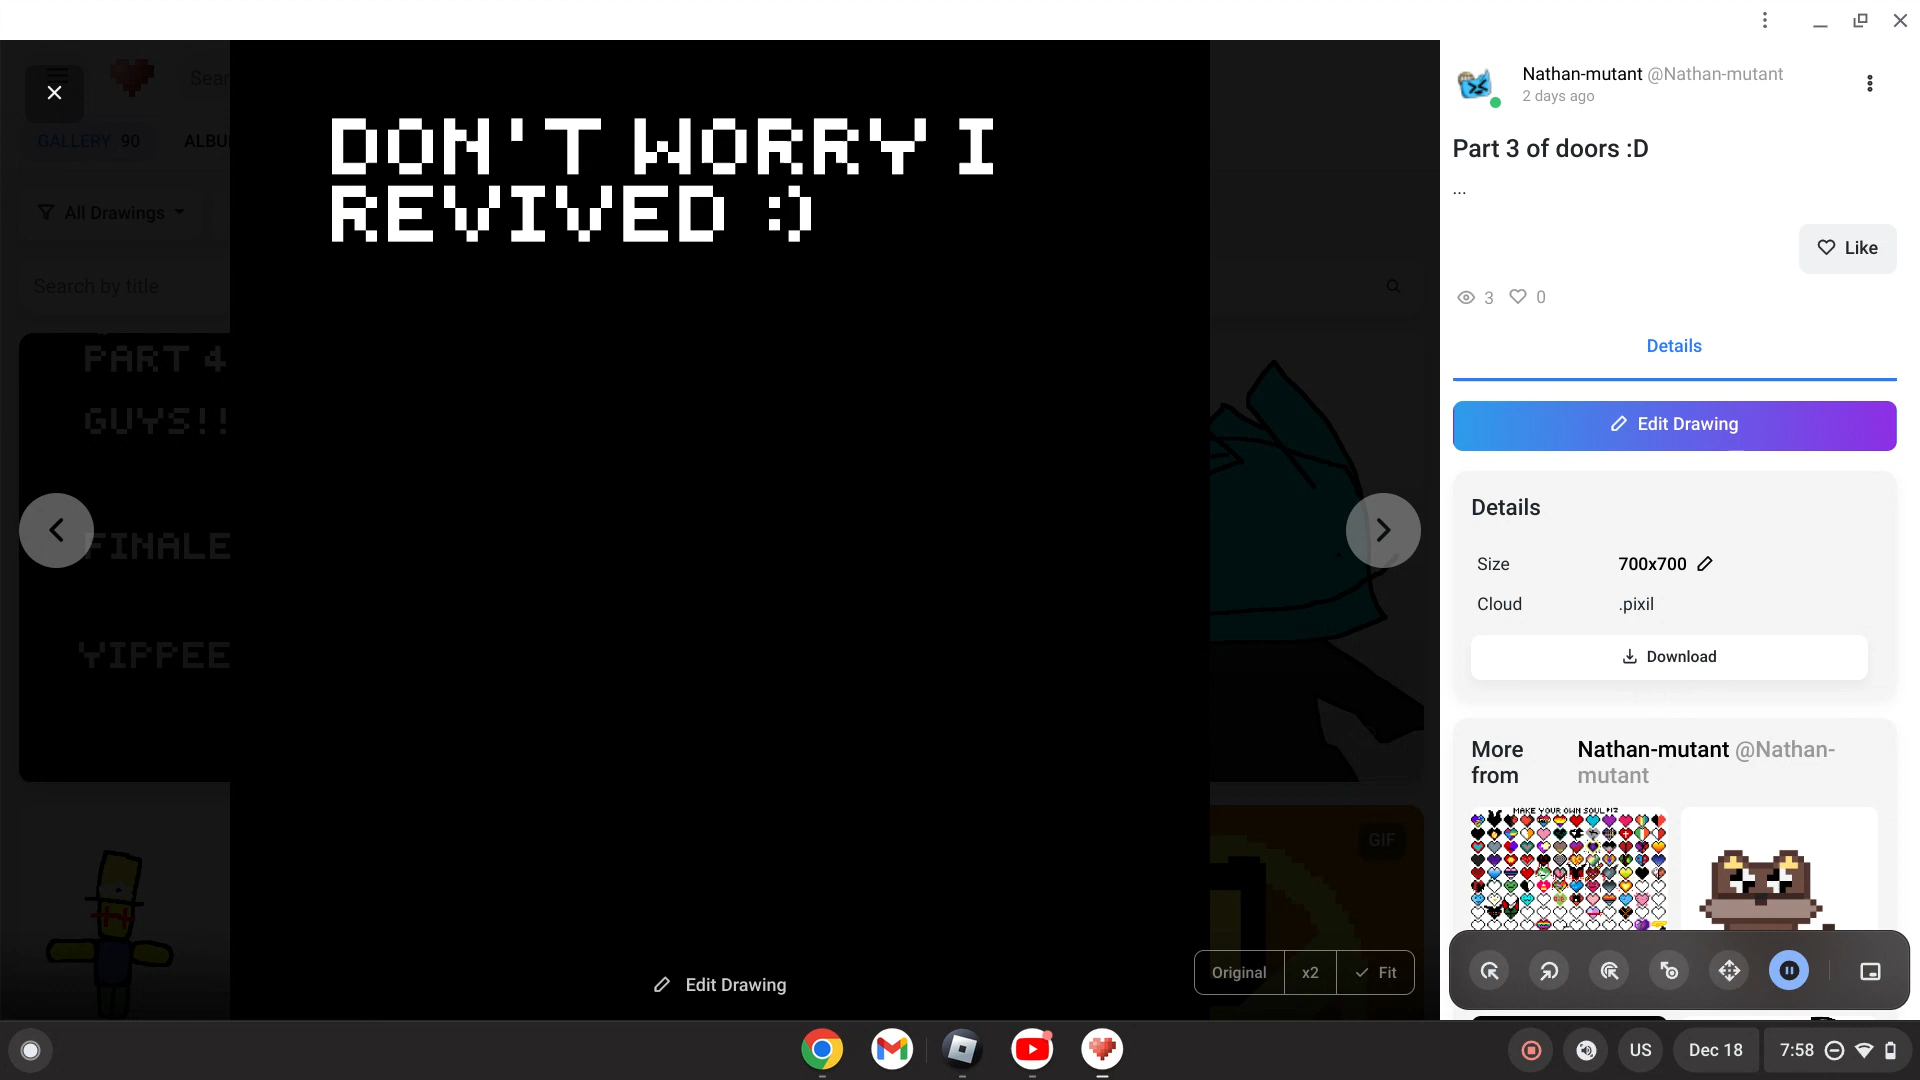 Sear
GALLERY 90
ALBU
All Drawings
Search by title
PART 4
GUYS!!
FINALE
YIPPEE
DON'T WORRY I
REVIVED :)
GIF
Edit Drawing
Original
x2
Fit
Nathan-mutant @Nathan-mutant
2 days ago
Part 3 of doors :D
...
Like
3
0
Details
Edit Drawing
Details
Size
700x700
Cloud
.pixil
Download
More from
Nathan-mutant @Nathan-mutant
MAKE YOUR OWN SOUL
US
Dec 18
7:58